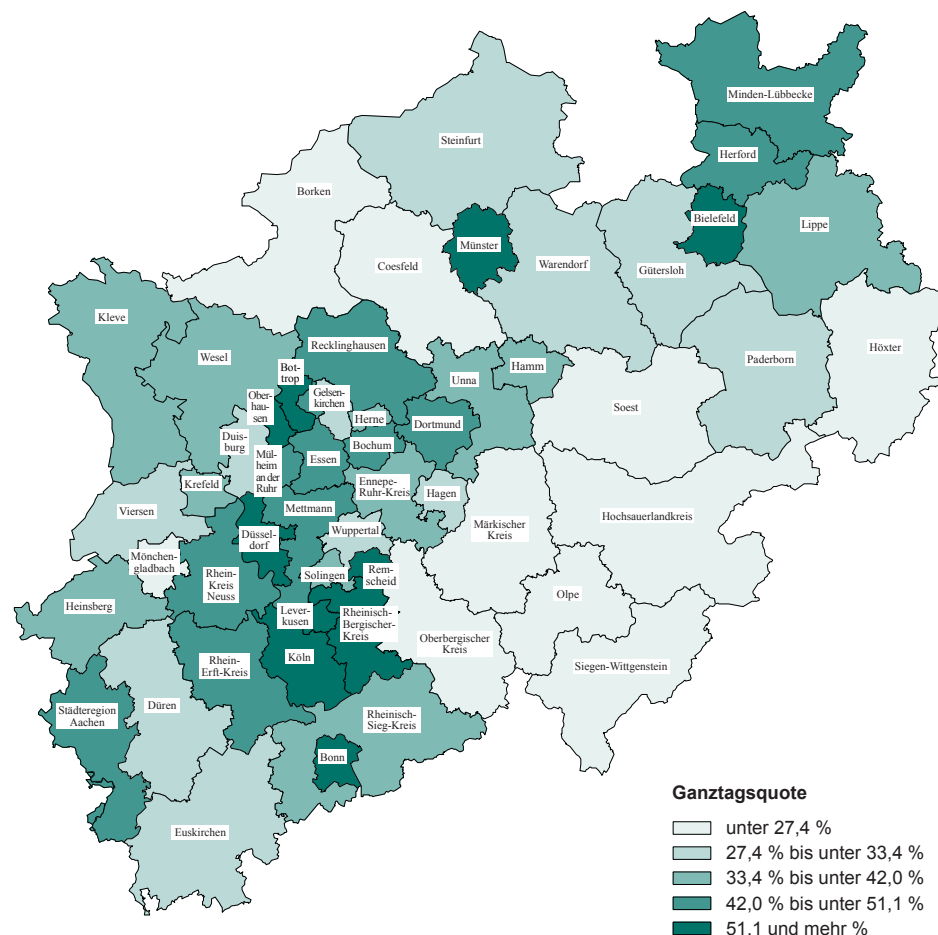 Minden-Lübbecke
Steinfurt
Herford
Borken
Bielefeld
Lippe
Münster
Coesfeld
Warendorf
Gütersloh
Kleve
Recklinghausen
Höxter
Wesel
Paderborn
Bot-
trop
Unna
Hamm
Gelsen-
kirchen
Ober-
hausen
Soest
Herne
Dortmund
Duis-
burg
Bochum
Essen
Mülheim
an der
Ruhr
Krefeld
Ennepe-
Ruhr-Kreis
Hagen
Viersen
Mettmann
Hochsauerlandkreis
Märkischer
Kreis
Wuppertal
Düssel-
dorf
Mönchen-
gladbach
Solingen
Rem-
scheid
Rhein-
Kreis
Neuss
Olpe
Heinsberg
Lever-
kusen
Rheinisch-
Bergischer-
Kreis
Oberbergischer
Kreis
Köln
Rhein-
Erft-Kreis
Siegen-Wittgenstein
Düren
Städteregion
Aachen
Rheinisch-
Sieg-Kreis
Bonn
Euskirchen
Ganztagsquote
unter 27,4 %
27,4 % bis unter 33,4 %
33,4 % bis unter 42,0 %
42,0 % bis unter 51,1 %
51,1 und mehr %